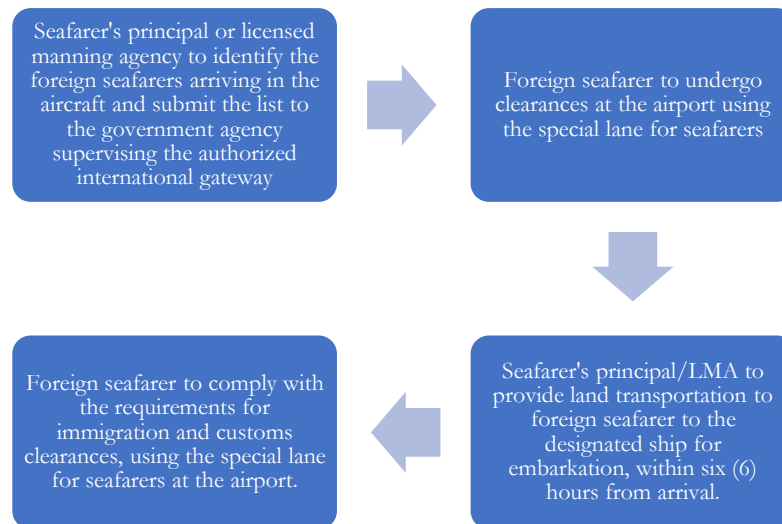 Seafarer's principal or licensed
manning agency to identify the
foreign seafarers arriving in the
aircraft and submit the list to
the government agency
supervising the authorized
international gateway
Foreign seafarer to undergo
clearances at the airport using
the special lane for seafarers
Seafarer's principal/LMA to
provide land transportation to
foreign seafarer to the
designated ship for
embarkation, within six (6)
hours from arrival.
Foreign seafarer to comply with
the requirements for
immigration and customs
clearances, using the special lane
for seafarers at the airport.